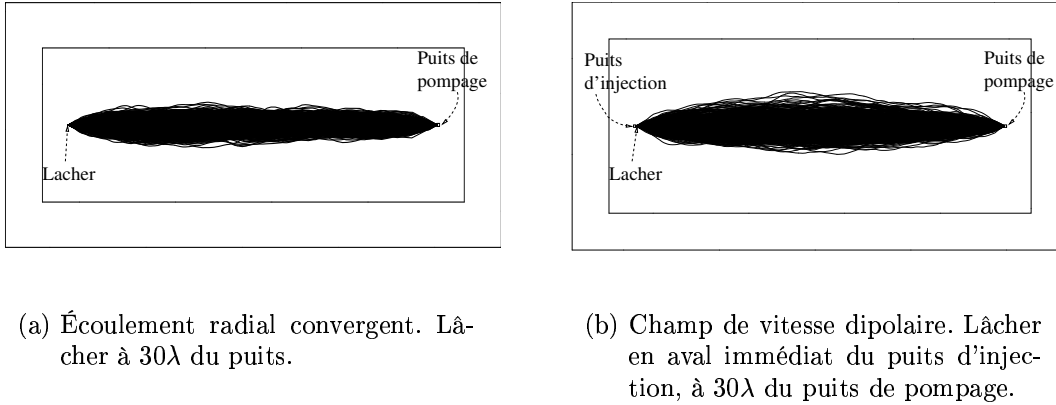 Puits de
pompage
Lacher
(a) Écoulement radial convergent. Lâ-
cher à 30λ du puits.
Puits
d'injection
Puits de
pompage
Lacher
(b) Champ de vitesse dipolaire. Lâcher
en aval immédiat du puits d'injec-
tion, à 30λ du puits de pompage.